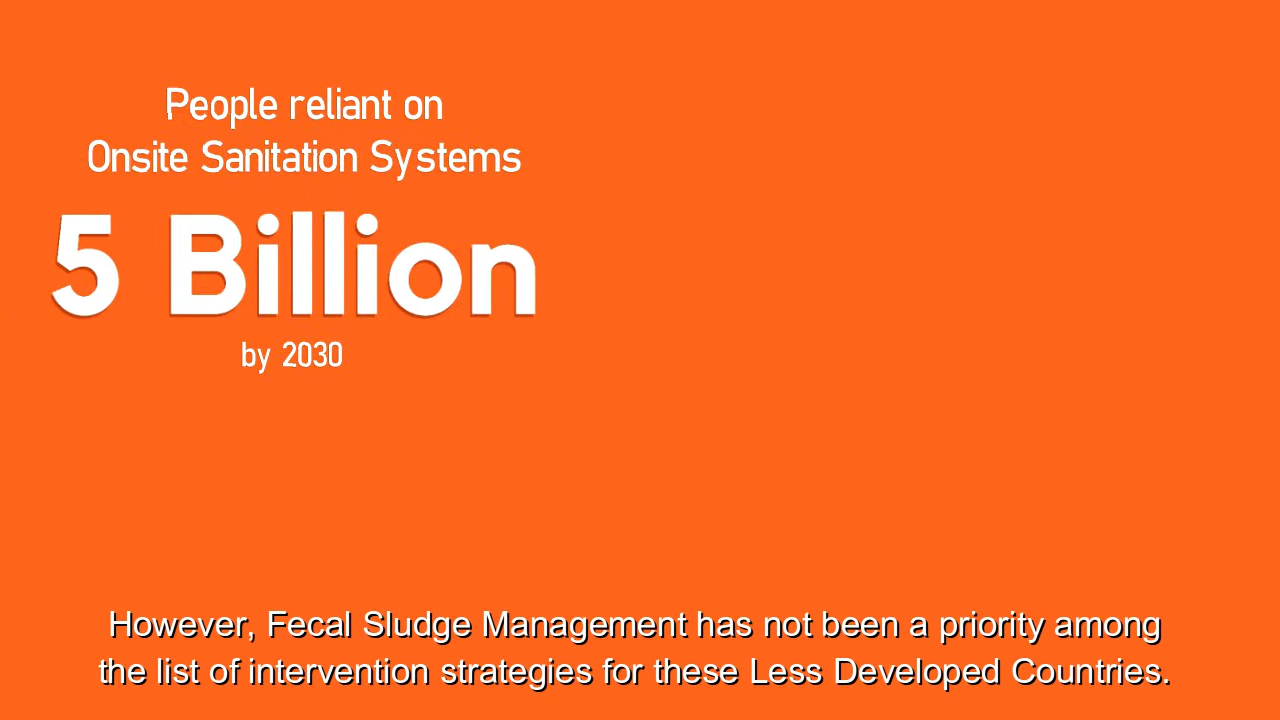 People reliant on
Onsite Sanitation Systems
5 Billion
by 2030
However, Fecal Sludge Management has not been a priority among
the list of intervention strategies for these Less Developed Countries.